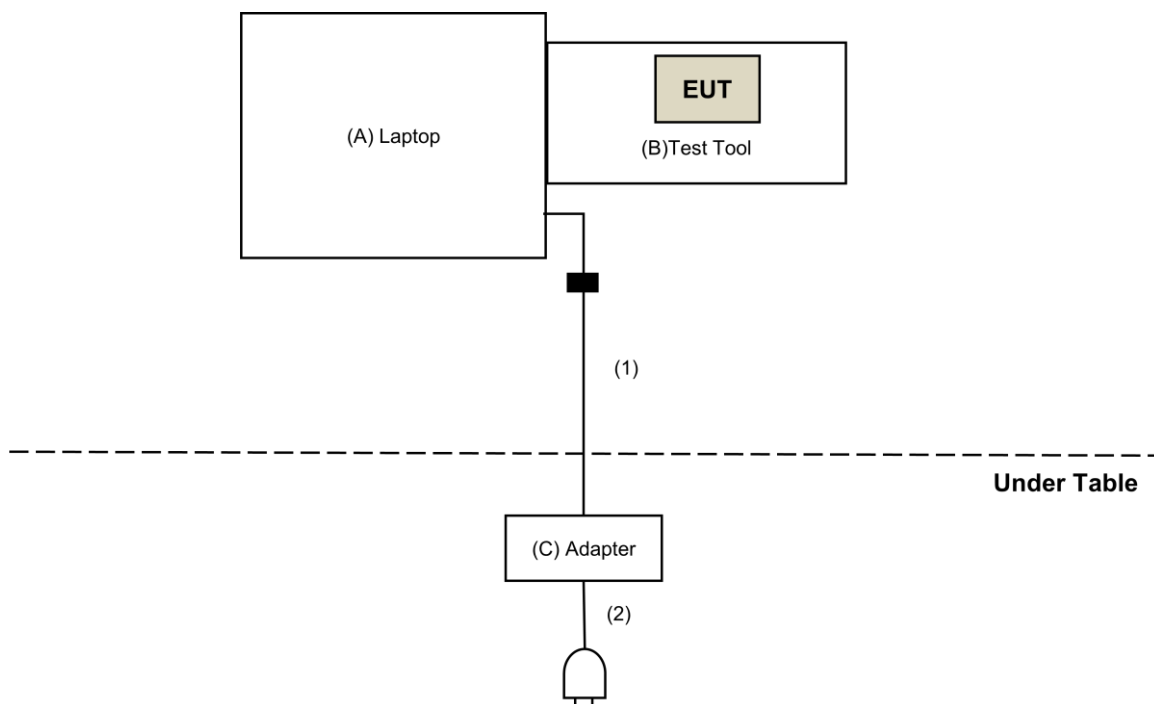 EUT
(A) Laptop
(B)Test Tool
(1)
Under Table
(C) Adapter
(2)